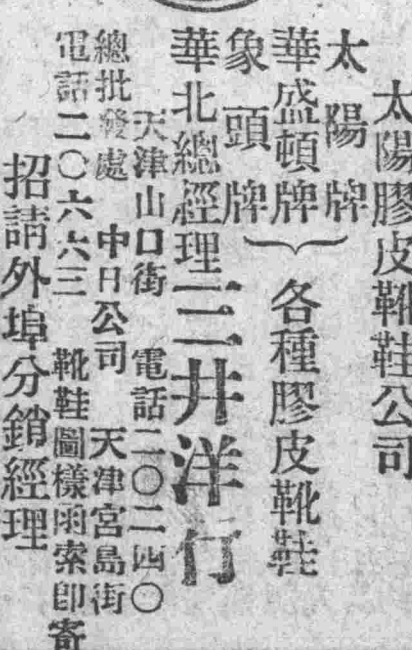 太陽膠皮靴鞋公司
太陽牌
華盛頓牌
象頭牌
各種膠皮靴鞋
華北總經理三井洋行
天津山口街 電話二〇二四〇
總批發處 中日公司 天津宮島街
電話二〇六六三 靴鞋圖樣函索即寄
招請外埠分銷經理